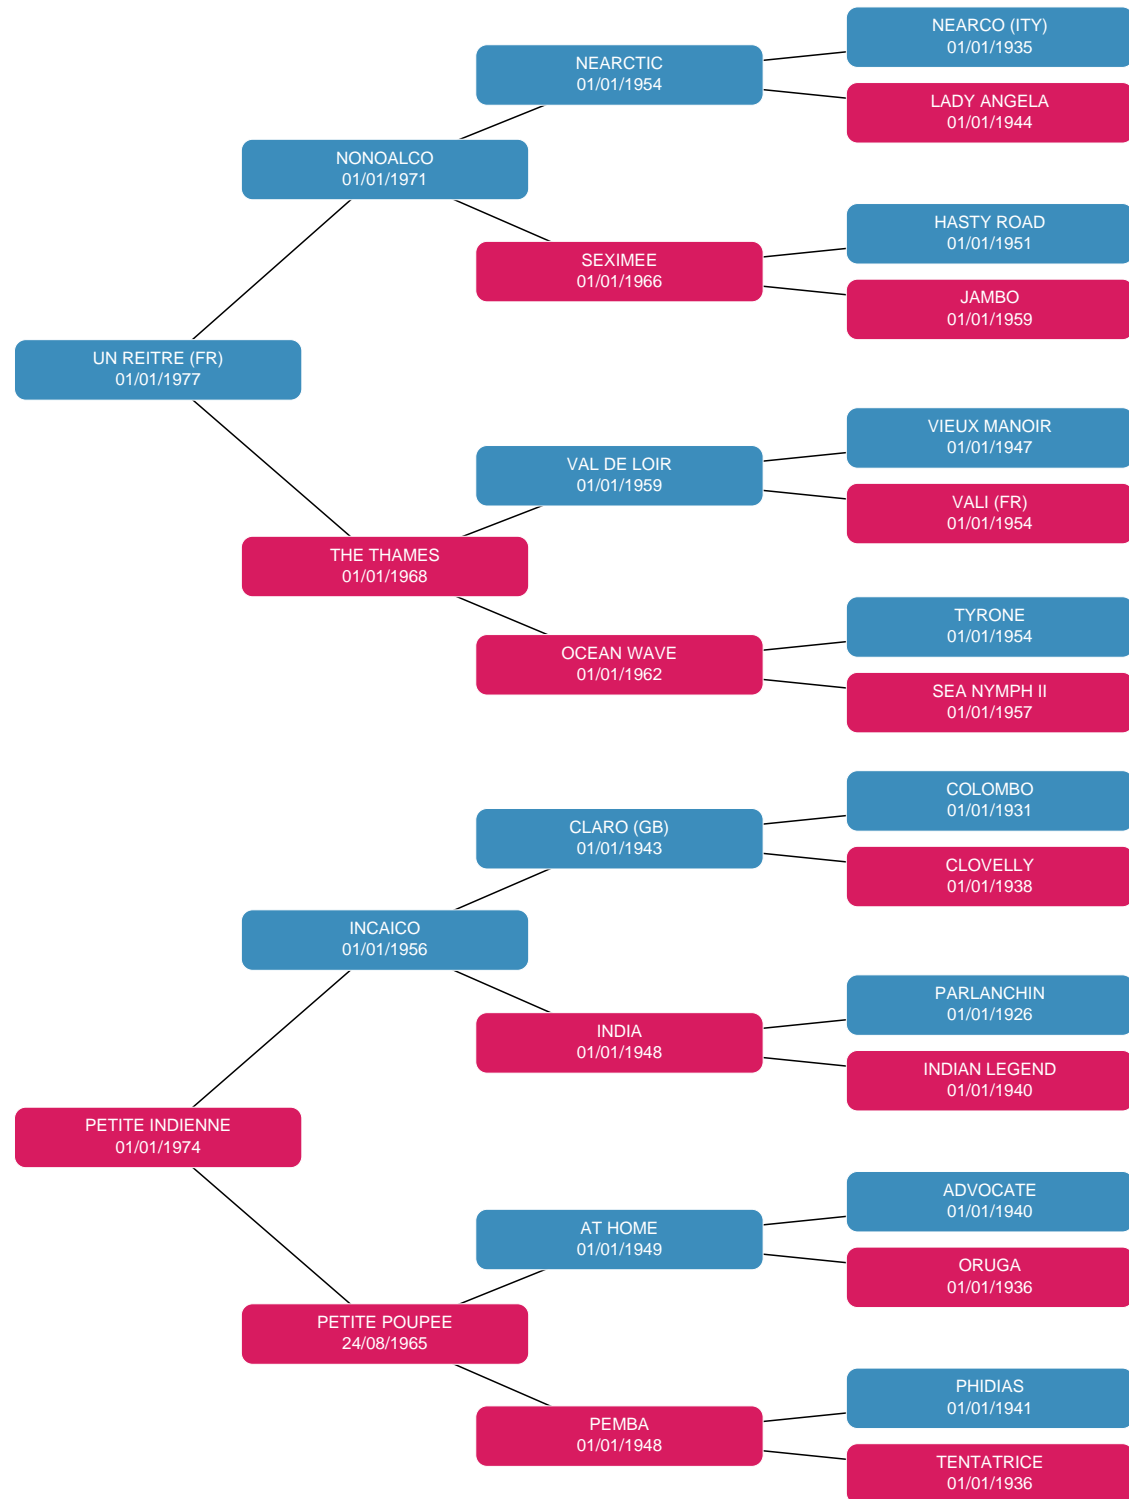 NEARCO (ITY)
01/01/1935
NEARCTIC
01/01/1954
LADY ANGELA
01/01/1944
NONOALCO
01/01/1971
HASTY ROAD
01/01/1951
SEXIMEE
01/01/1966
JAMBO
01/01/1959
UN REITRE (FR)
01/01/1977
VIEUX MANOIR
01/01/1947
VAL DE LOIR
01/01/1959
VALI (FR)
01/01/1954
THE THAMES
01/01/1968
TYRONE
01/01/1954
OCEAN WAVE
01/01/1962
SEA NYMPH II
01/01/1957
COLOMBO
01/01/1931
CLARO (GB)
01/01/1943
CLOVELLY
01/01/1938
INCAICO
01/01/1956
PARLANCHIN
01/01/1926
INDIA
01/01/1948
INDIAN LEGEND
01/01/1940
PETITE INDIENNE
01/01/1974
ADVOCATE
01/01/1940
AT HOME
01/01/1949
ORUGA
01/01/1936
PETITE POUPEE
24/08/1965
PHIDIAS
01/01/1941
PEMBA
01/01/1948
TENTATRICE
01/01/1936